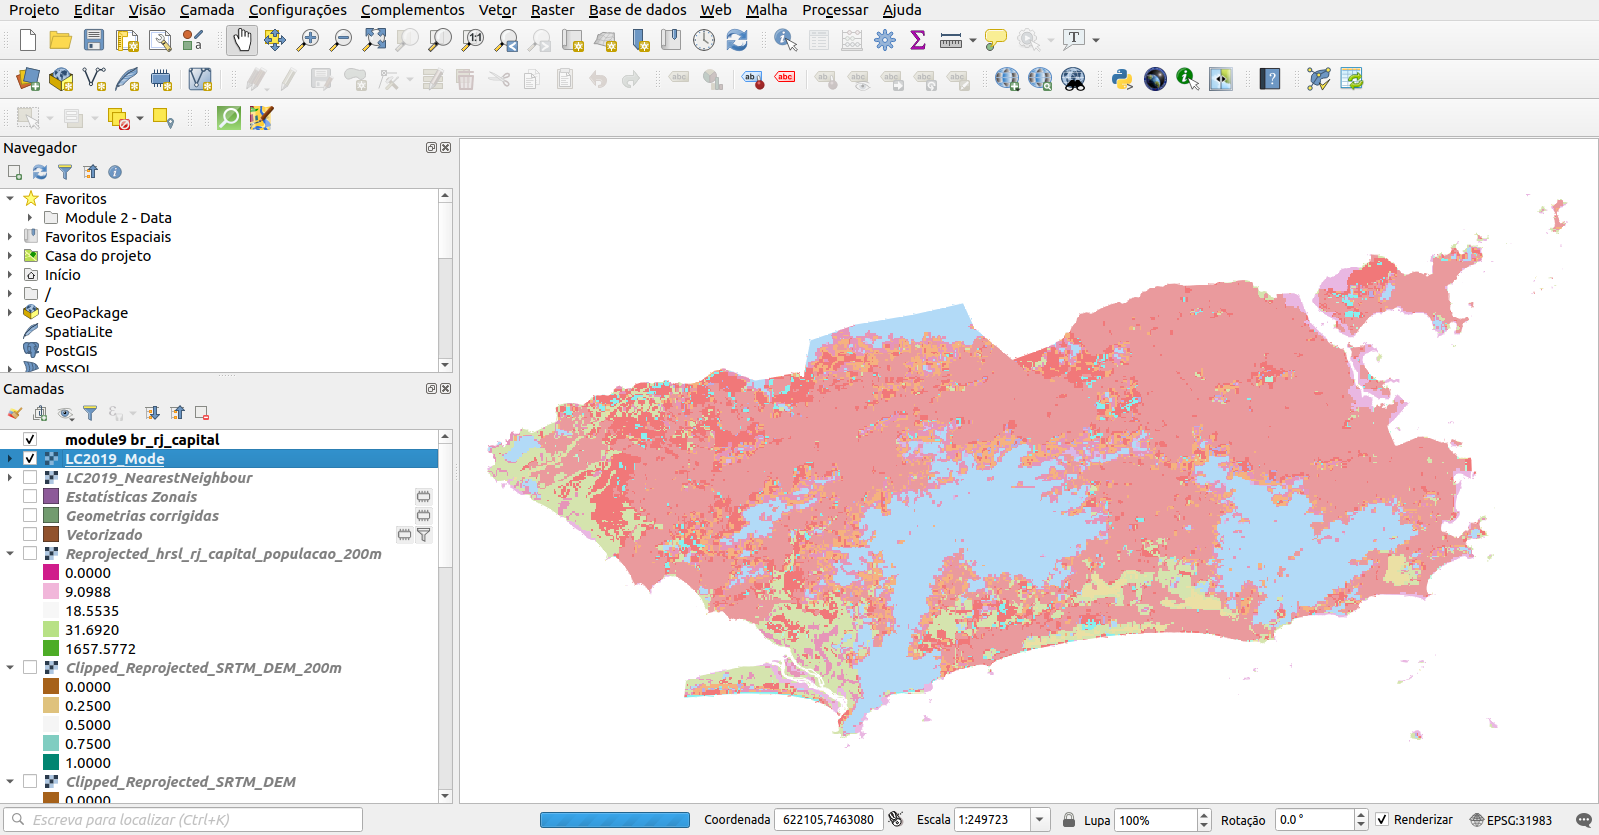 Projeto Editar Visão Camada Configurações Complementos Vetor Raster Base de dados Web Malha Processar Ajuda
Navegador
Favoritos
Module 2 - Data
Favoritos Espaciais
Casa do projeto
Início
/
GeoPackage
SpatiaLite
PostGIS
MSSQL
Camadas
module9 br_rj_capital
LC2019_Mode
LC2019_NearestNeighbour
Estatísticas Zonais
Geometrias corrigidas
Vetorizado
Reprojected_hrsl_rj_capital_populacao_200m
0.0000
9.0988
18.5535
31.6920
1657.5772
Clipped_Reprojected_SRTM_DEM_200m
0.0000
0.2500
0.5000
0.7500
1.0000
Clipped_Reprojected_SRTM_DEM
0.0000
Escreva para localizar (Ctrl+K) Coordenada 622105,7463080 Escala 1:249723 Lupa 100% Rotação 0.0 ° Renderizar EPSG:31983